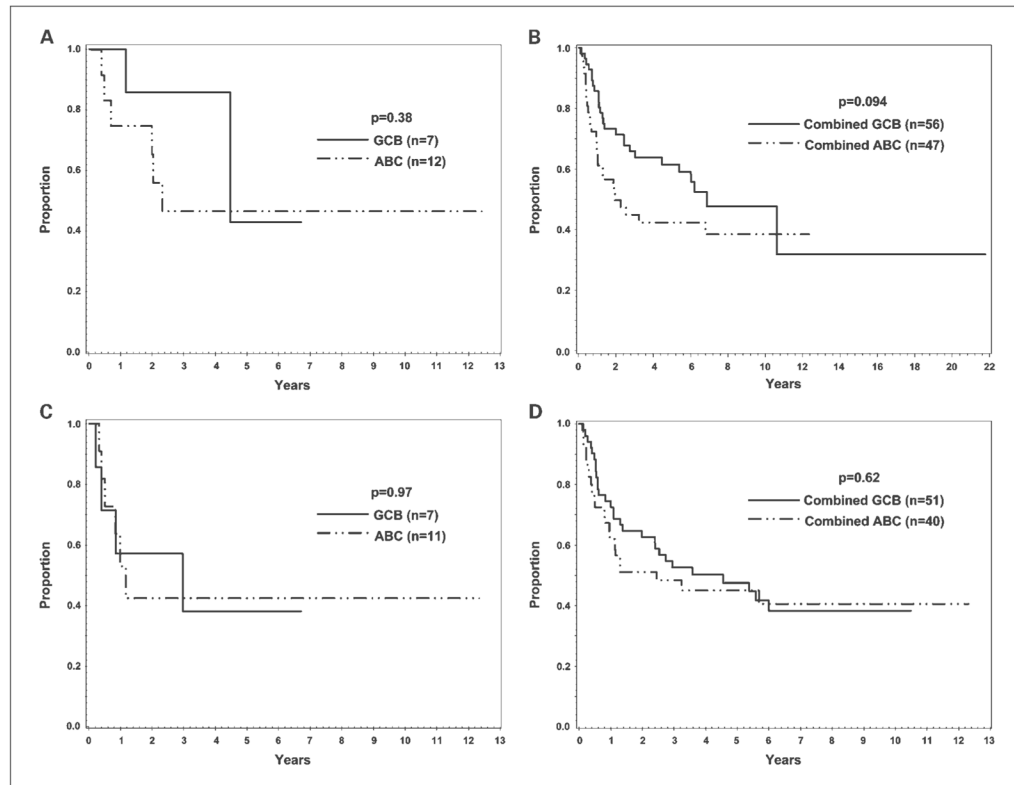 A
1.0
0.8
0.6
0.4
0.2
0.0
Proportion
p=0.38
GCB (n=7)
ABC (n=12)
0 1 2 3 4 5 6 7 8 9 10 11 12 13
Years
B
1.0
0.8
0.6
0.4
0.2
0.0
Proportion
p=0.094
Combined GCB (n=56)
Combined ABC (n=47)
0 2 4 6 8 10 12 14 16 18 20 22
Years
C
1.0
0.8
0.6
0.4
0.2
0.0
Proportion
p=0.97
GCB (n=7)
ABC (n=11)
0 1 2 3 4 5 6 7 8 9 10 11 12 13
Years
D
1.0
0.8
0.6
0.4
0.2
0.0
Proportion
p=0.62
Combined GCB (n=51)
Combined ABC (n=40)
0 1 2 3 4 5 6 7 8 9 10 11 12 13
Years